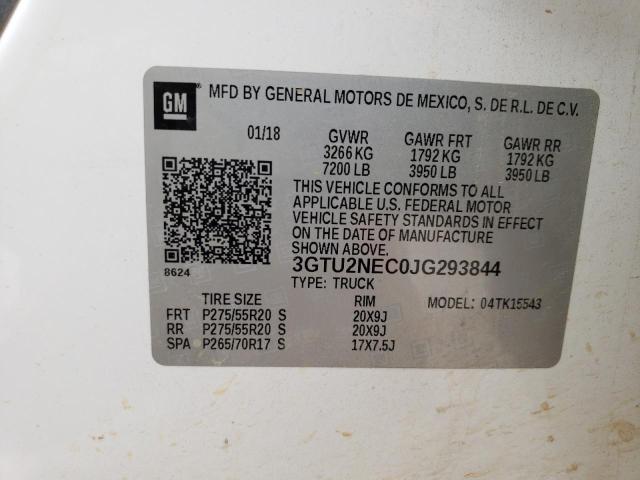 GM
MFD BY GENERAL MOTORS DE MEXICO, S. DE R.L. DE C.V.
01/18 GVWR GAWR FRT GAWR RR
3266 KG 1792 KG 1792 KG
7200 LB 3950 LB 3950 LB
THIS VEHICLE CONFORMS TO ALL
APPLICABLE U.S. FEDERAL MOTOR
VEHICLE SAFETY STANDARDS IN EFFECT
ON THE DATE OF MANUFACTURE
SHOWN ABOVE.
8624
3GTU2NEC0JG293844
TYPE: TRUCK
TIRE SIZE RIM MODEL: 04TK15543
FRT P275/55R20 S 20X9J
RR P275/55R20 S 20X9J
SPA P265/70R17 S 17X7.5J